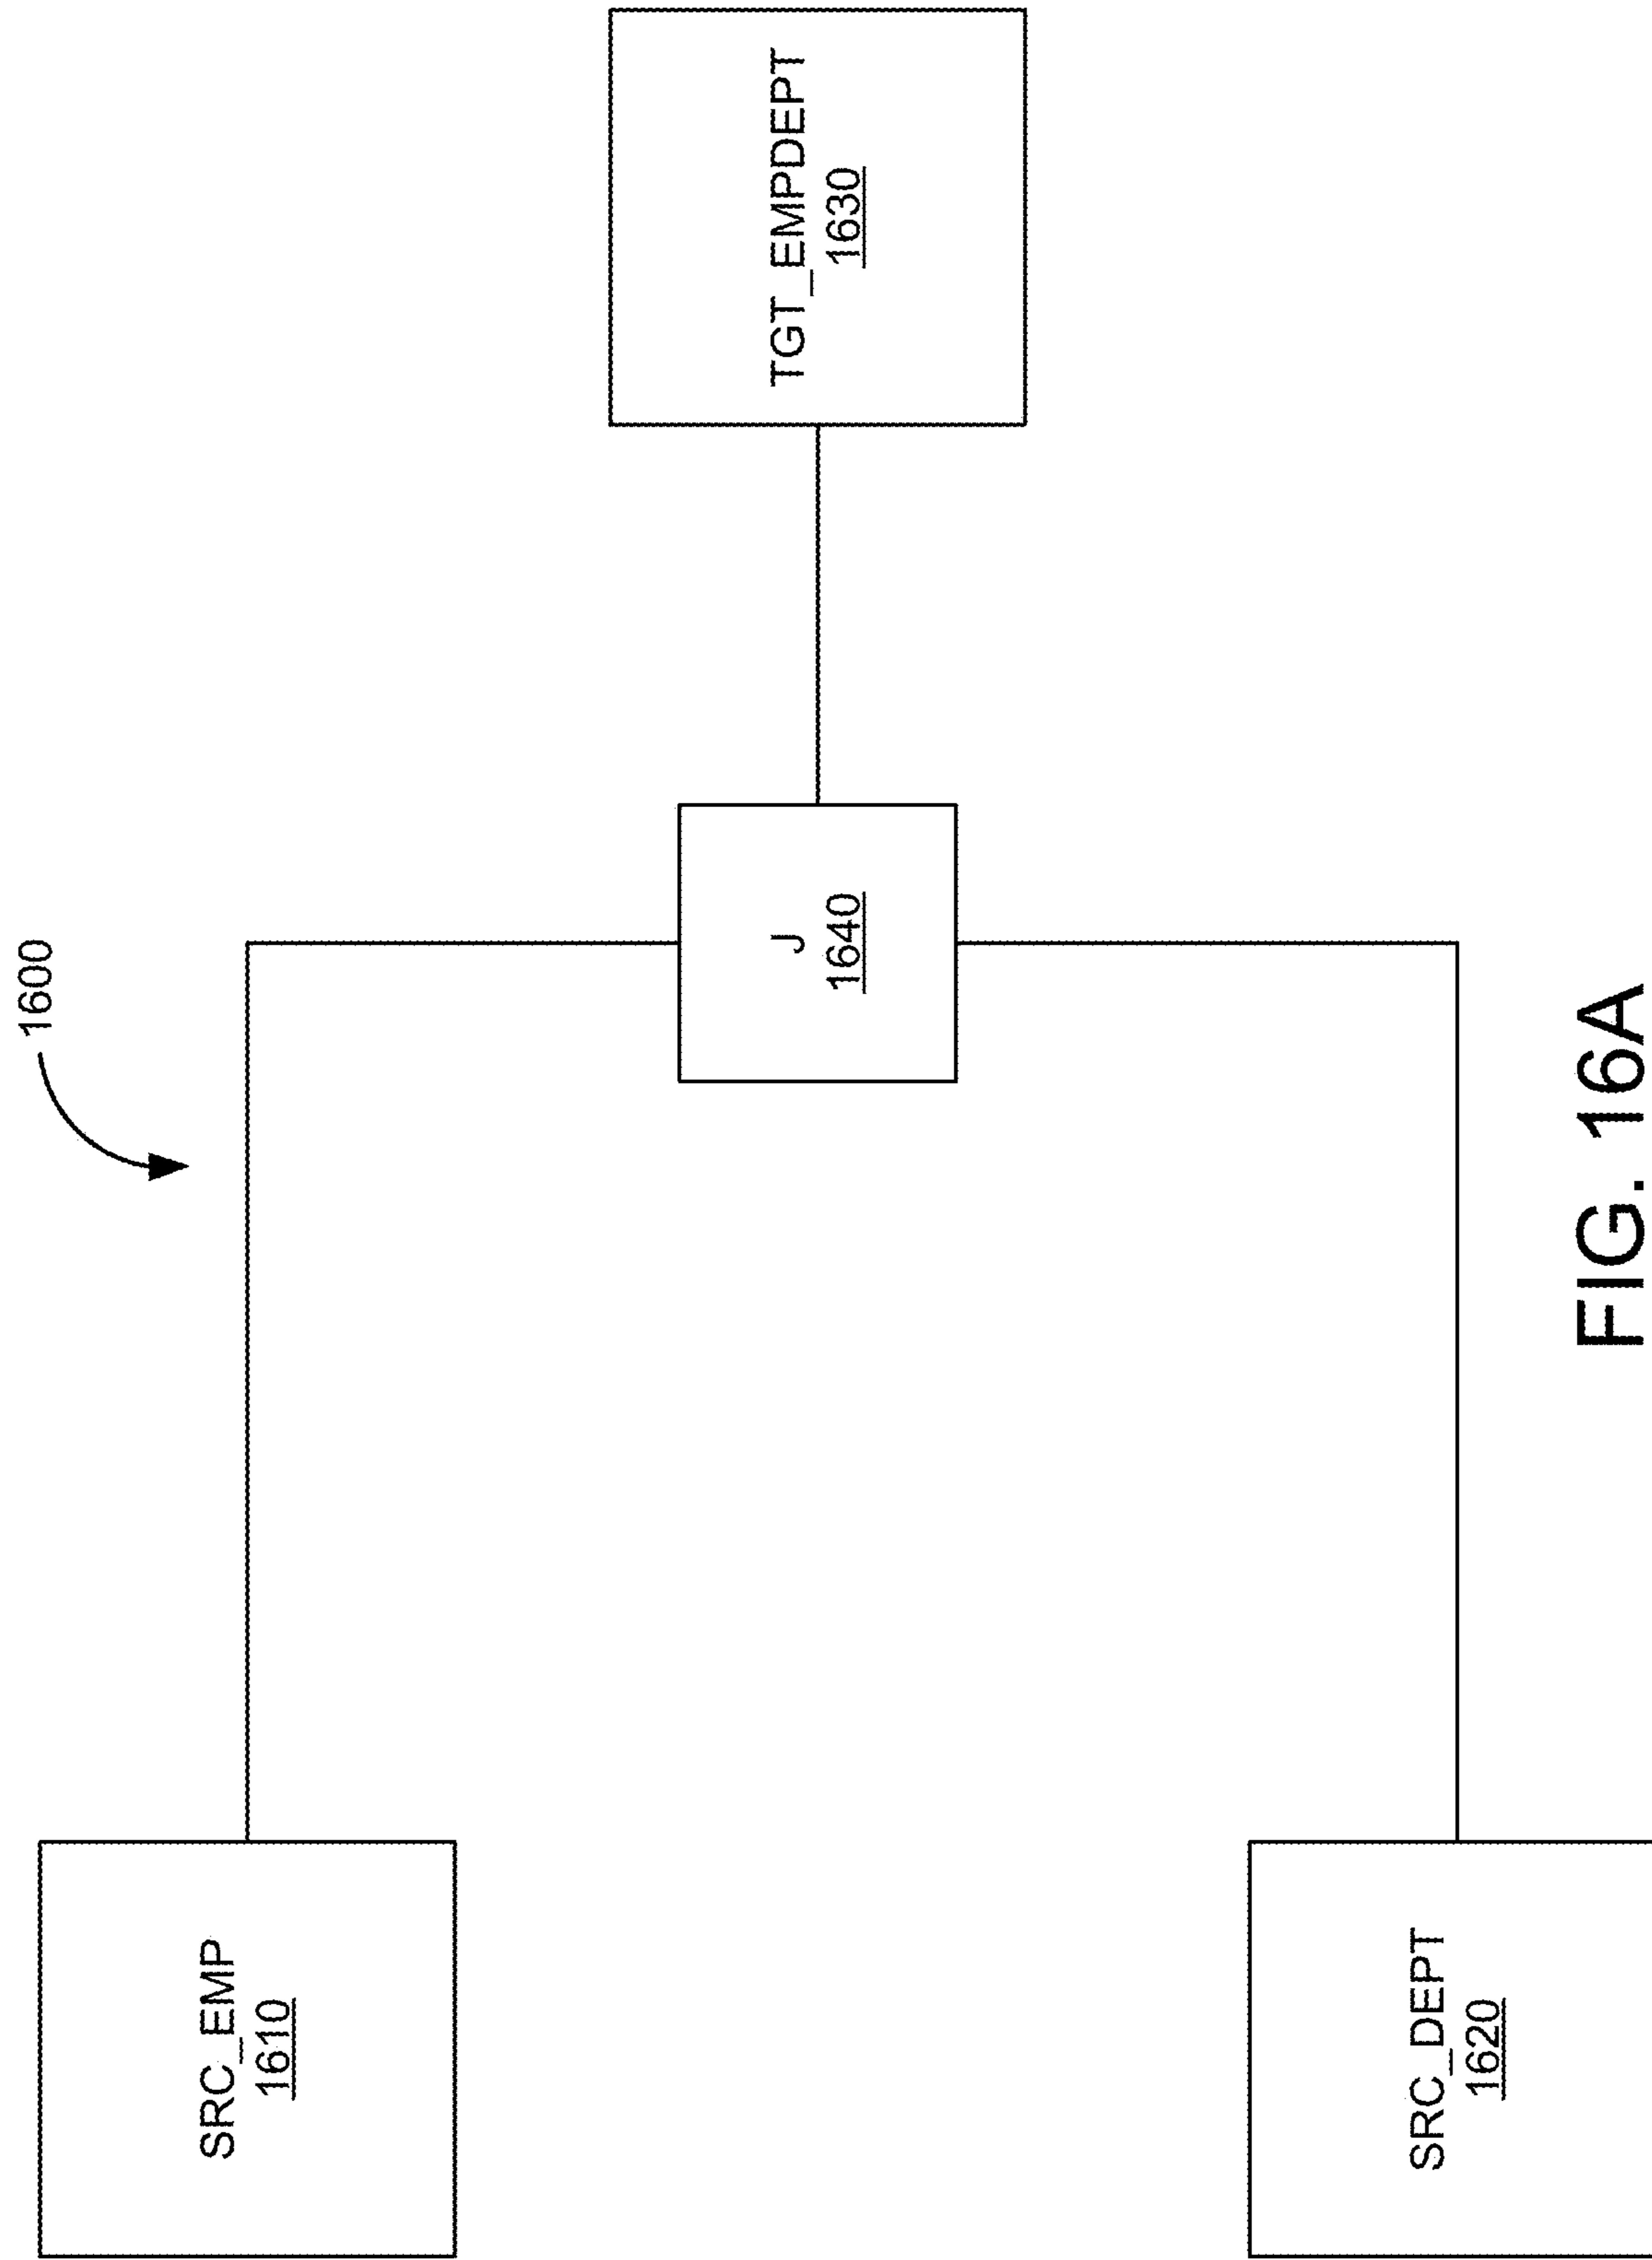 1600
SRC_EMP
1610
J
1640
TGT_EMPDEPT
1630
SRC_DEPT
1620
FIG. 16A